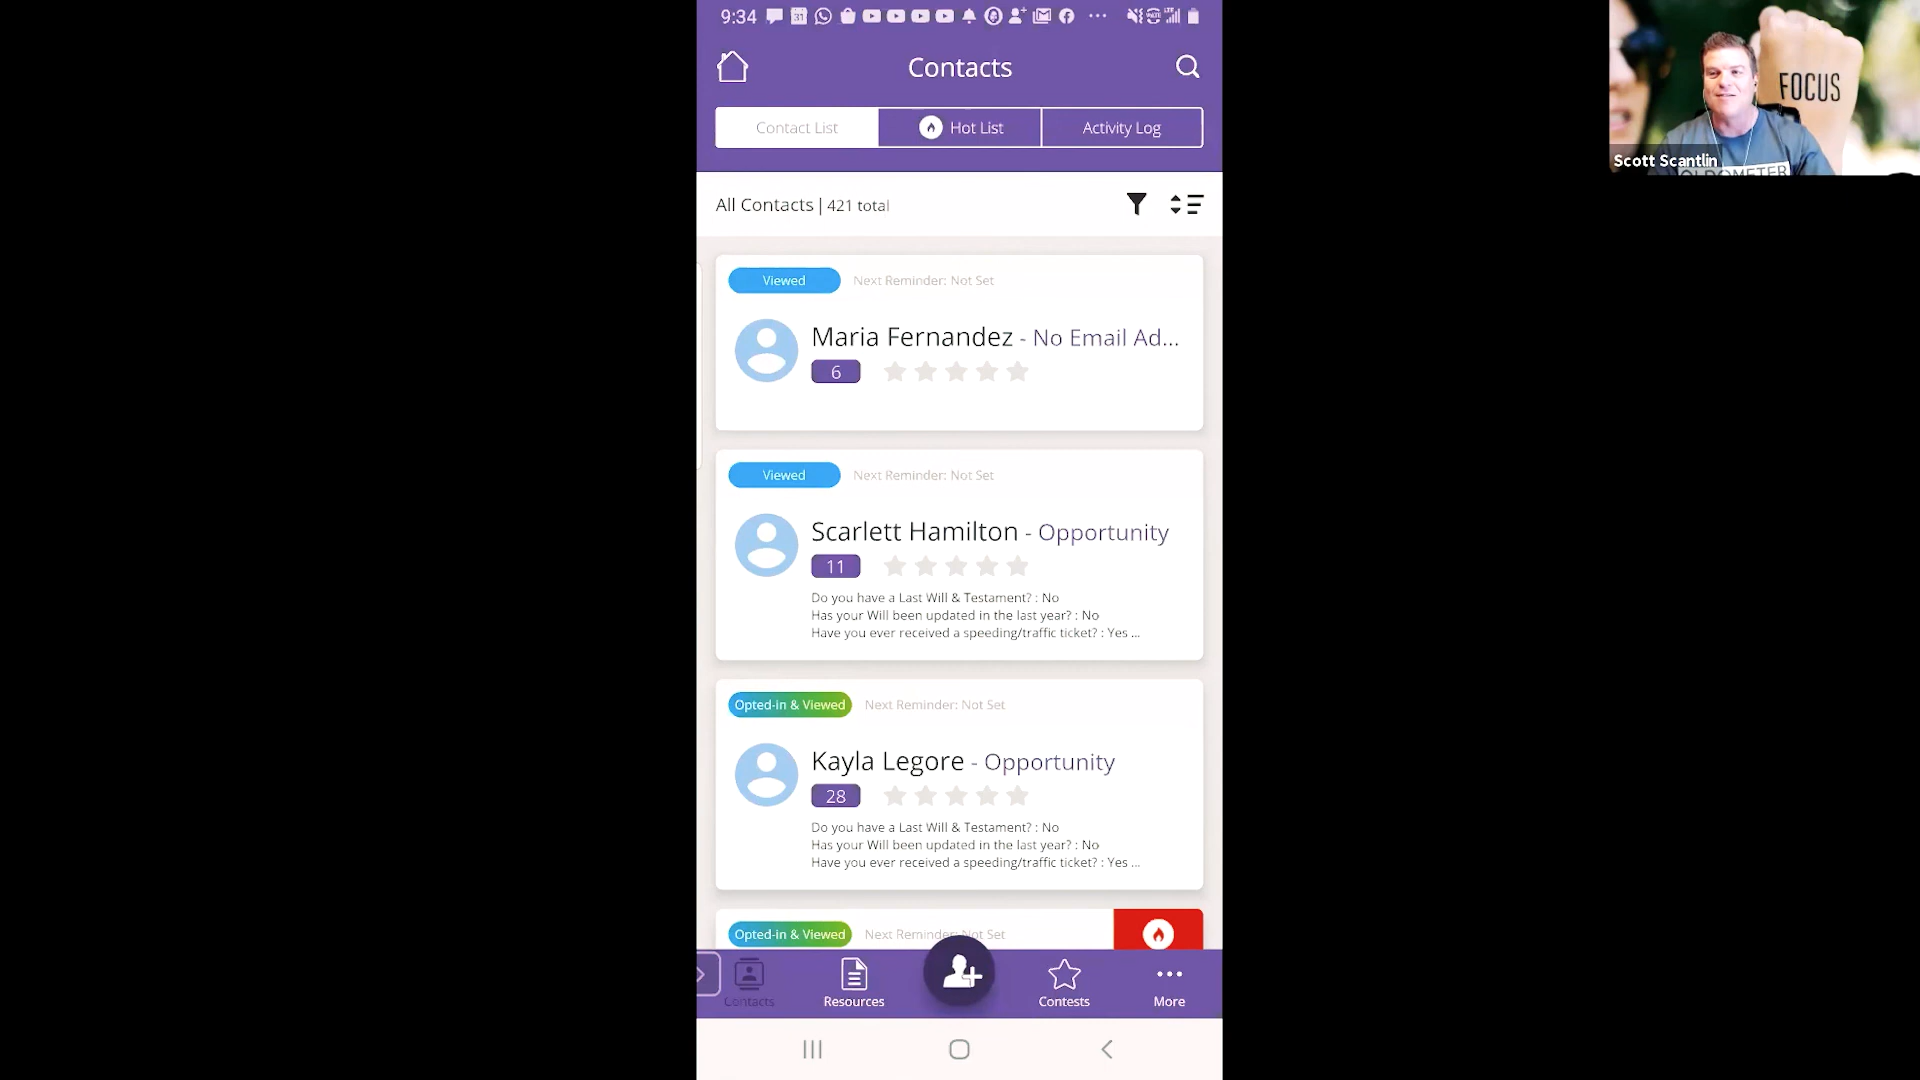 9:34
31
Contacts
Contact List
Hot List
Activity Log
All Contacts | 421 total
Viewed
Next Reminder: Not Set
Maria Fernandez - No Email Ad...
6
Viewed
Next Reminder: Not Set
Scarlett Hamilton - Opportunity
11
Do you have a Last Will & Testament? : No
Has your Will been updated in the last year? : No
Have you ever received a speeding/traffic ticket? : Yes ...
Opted-in & Viewed
Next Reminder: Not Set
Kayla Legore - Opportunity
28
Do you have a Last Will & Testament? : No
Has your Will been updated in the last year? : No
Have you ever received a speeding/traffic ticket? : Yes ...
Opted-in & Viewed
Next Reminder: Not Set
Contacts
Resources
Contests
More
FOCUS
Scott Scantlin